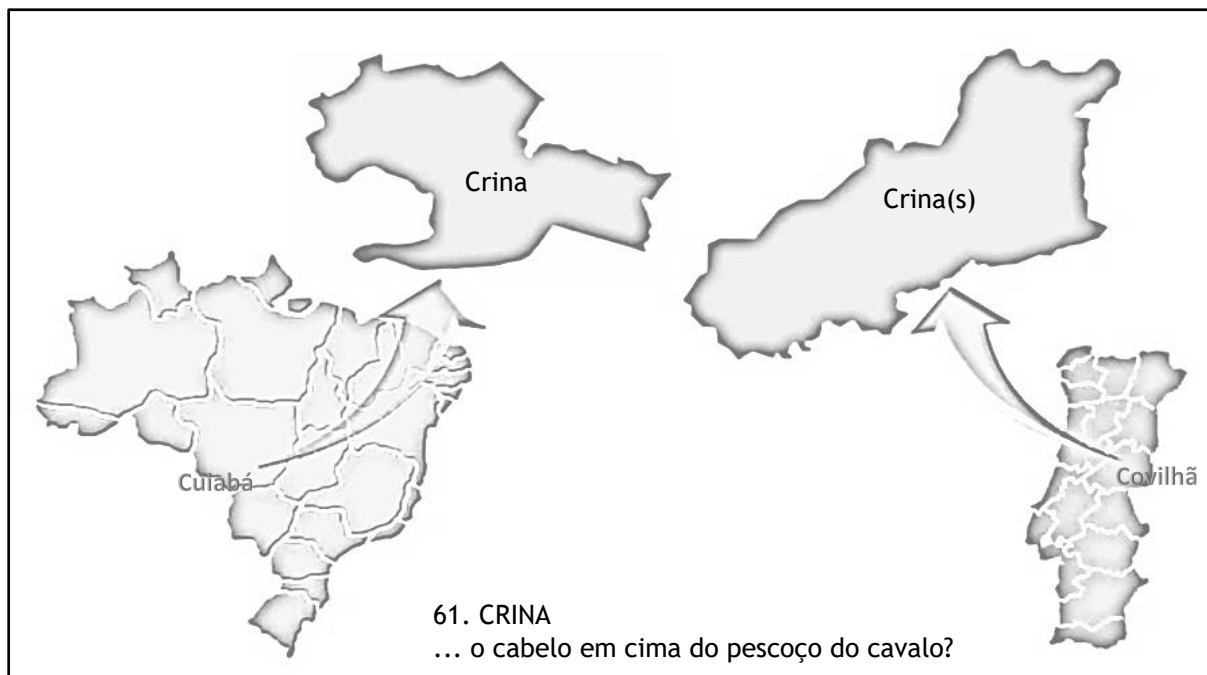 Crina
Crina(s)
Cuiabá
Covilhã
61. CRINA
... o cabelo em cima do pescoço do cavalo?